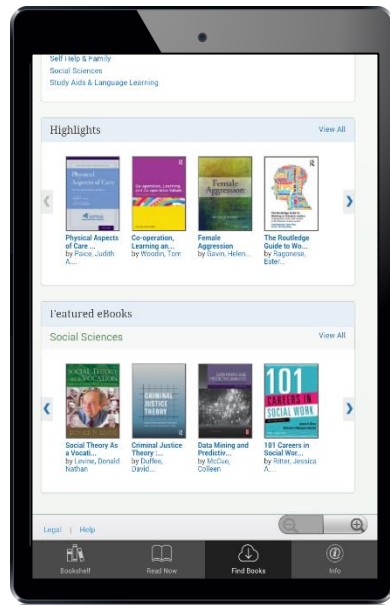 Self Help & Family
Social Sciences
Study Aids & Language Learning
Highlights
View All
Physical
Aspects of Care
Co-operation, Learning
and Co-operative Values
Female
Aggression
Physical Aspects
of Care ...
by Paice, Judith
A....
Co-operation,
Learning an...
by Woodin, Tom
Female
Aggression
by Gavin, Helen...
The Routledge
Guide to Wo...
by Ragonese,
Ester...
Featured eBooks
Social Sciences
View All
SOCIAL THEORY
AS A
VOCATION
CRIMINAL
JUSTICE
THEORY
DATA MINING AND
PREDICTIVE ANALYSIS
101
CAREERS IN
SOCIAL WORK
Social Theory As
a Vocati...
by Levine, Donald
Nathan
Criminal Justice
Theory :...
by Duffee,
David...
Data Mining and
Predictiv...
by McCue,
Colleen
101 Careers in
Social Wor...
by Ritter, Jessica
A....
Legal | Help
Bookshelf
Read Now
Find Books
Info